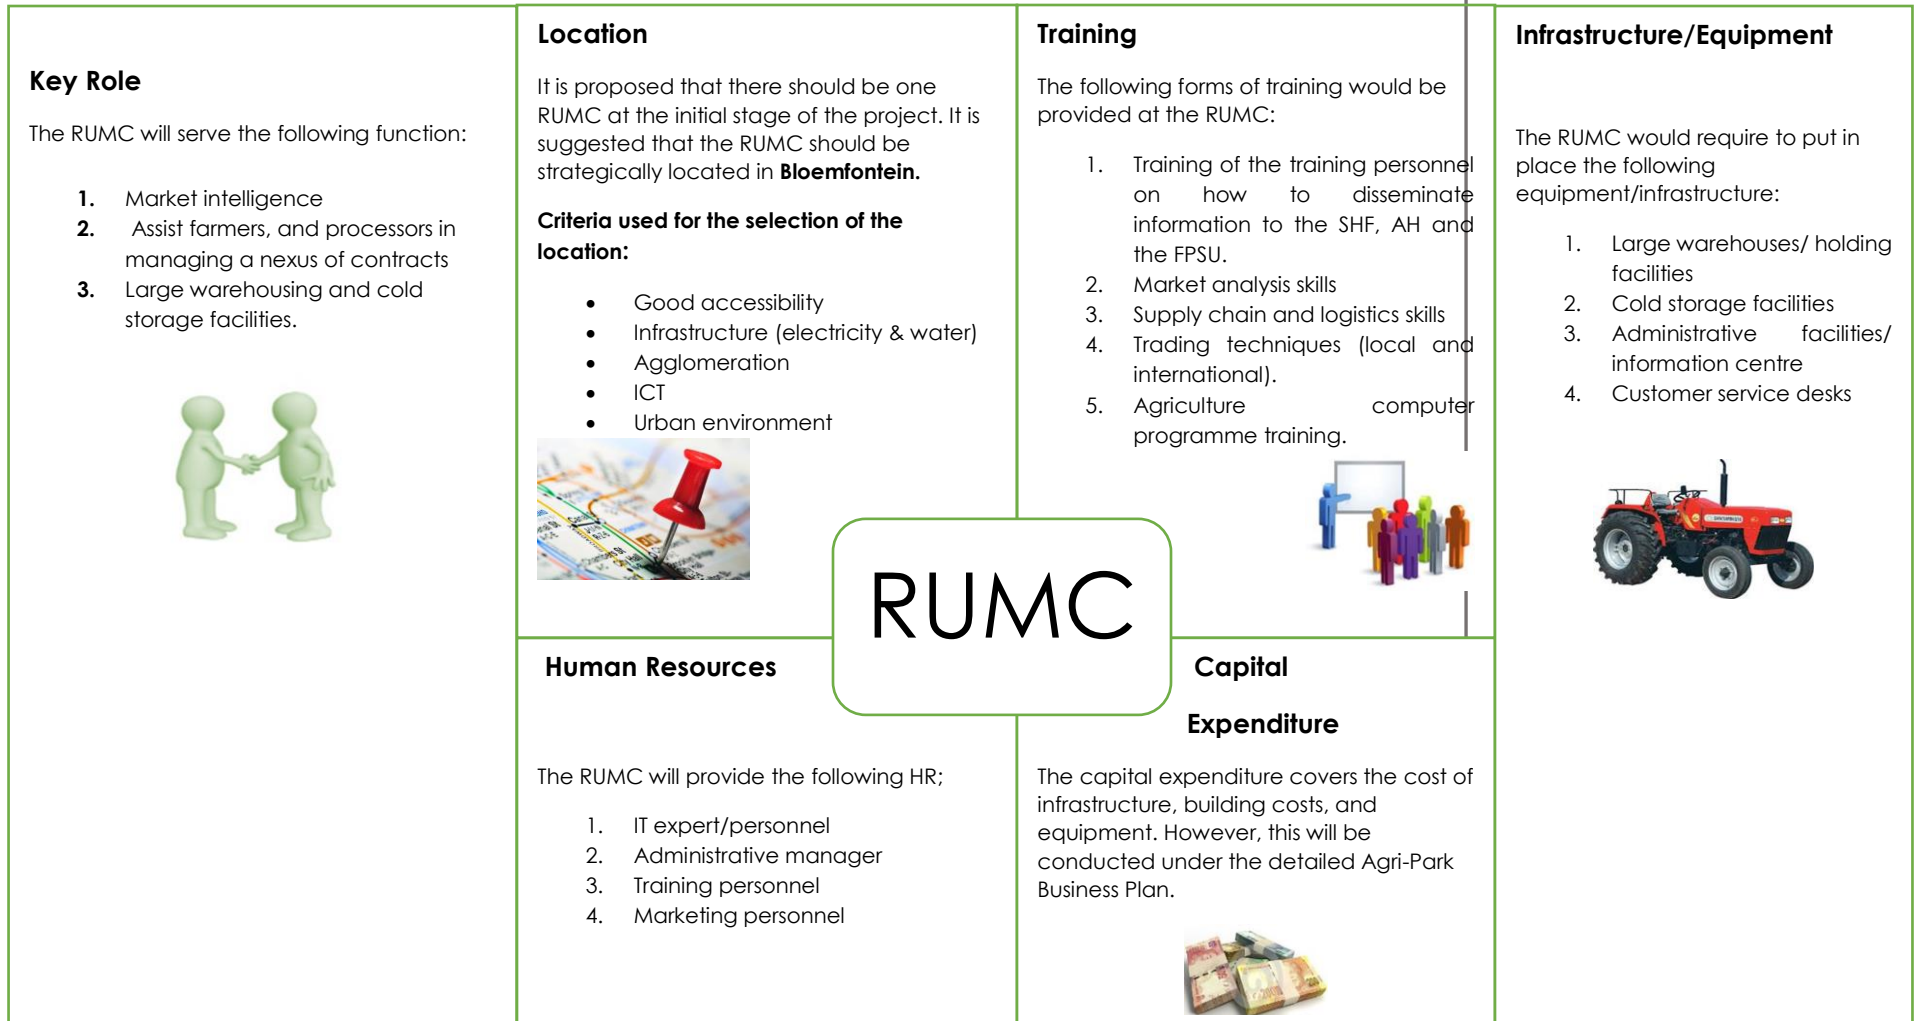 Key Role
The RUMC will serve the following function:
1. Market intelligence
2. Assist farmers, and processors in
managing a nexus of contracts
3. Large warehousing and cold
storage facilities.
Location
It is proposed that there should be one
RUMC at the initial stage of the project. It is
suggested that the RUMC should be
strategically located in Bloemfontein.
Criteria used for the selection of the
location:
• Good accessibility
• Infrastructure (electricity & water)
• Agglomeration
• ICT
• Urban environment
Training
The following forms of training would be
provided at the RUMC:
1. Training of the training personnel
on how to disseminate
information to the SHF, AH and
the FPSU.
2. Market analysis skills
3. Supply chain and logistics skills
4. Trading techniques (local and
international).
5. Agriculture computer
programme training.
Infrastructure/Equipment
The RUMC would require to put in
place the following
equipment/infrastructure:
1. Large warehouses/ holding
facilities
2. Cold storage facilities
3. Administrative facilities/
information centre
4. Customer service desks
RUMC
Human Resources
The RUMC will provide the following HR;
1. IT expert/personnel
2. Administrative manager
3. Training personnel
4. Marketing personnel
Capital
Expenditure
The capital expenditure covers the cost of
infrastructure, building costs, and
equipment. However, this will be
conducted under the detailed Agri-Park
Business Plan.